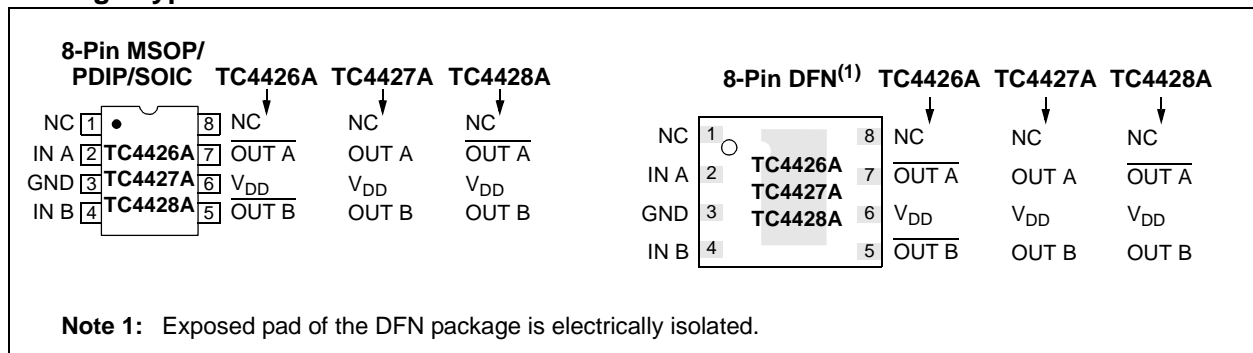 8-Pin MSOP/
PDIP/SOIC TC4426A TC4427A TC4428A
NC 1 8 NC NC NC
IN A 2 TC4426A 7 OUT A OUT A OUT A
GND 3 TC4427A 6 VDD VDD VDD
IN B 4 TC4428A 5 OUT B OUT B OUT B
8-Pin DFN(1) TC4426A TC4427A TC4428A
NC 1 8 NC NC NC
IN A 2 TC4426A 7 OUT A OUT A OUT A
TC4427A
GND 3 TC4428A 6 VDD VDD VDD
IN B 4 5 OUT B OUT B OUT B
Note 1: Exposed pad of the DFN package is electrically isolated.